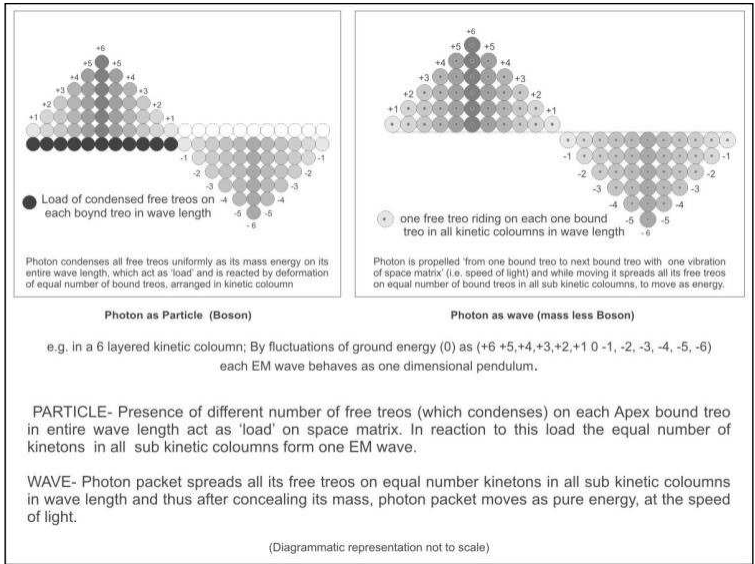 +6
+5 +5
+4 +4
+3 +3
+2 +2
+1 +1
-1 -1
-2 -2
-3 -3
-4 -4
-5 -5
-6
Load of condensed free treos on
each boynd treo in wave length
Photon condenses all free treos uniformly as its mass energy on its
entire wave length, which act as 'load' and is reacted by deformation
of equal number of bound treos, arranged in kinetic coloumn
+6
+5 +5
+4 +4
+3 +3
+2 +2
+1 +1
-1 -1
-2 -2
-3 -3
-4 -4
-5 -5
-6
one free treo riding on each one bound
treo in all kinetic coloumns in wave length
Photon is propelled 'from one bound treo to next bound treo with one vibration
of space matrix' (i.e. speed of light) and while moving it spreads all its free treos
on equal number of bound treos in all sub kinetic coloumns, to move as energy.
Photon as Particle (Boson)
Photon as wave (mass less Boson)
e.g. in a 6 layered kinetic coloumn; By fluctuations of ground energy (0) as (+6 +5,+4,+3,+2,+1 0 -1, -2, -3, -4, -5, -6)
each EM wave behaves as one dimensional pendulum.
PARTICLE- Presence of different number of free treos (which condenses) on each Apex bound treo
in entire wave length act as 'load' on space matrix. In reaction to this load the equal number of
kinetons in all sub kinetic coloumns form one EM wave.
WAVE- Photon packet spreads all its free treos on equal number kinetons in all sub kinetic coloumns
in wave length and thus after concealing its mass, photon packet moves as pure energy, at the speed
of light.
(Diagrammatic representation not to scale)